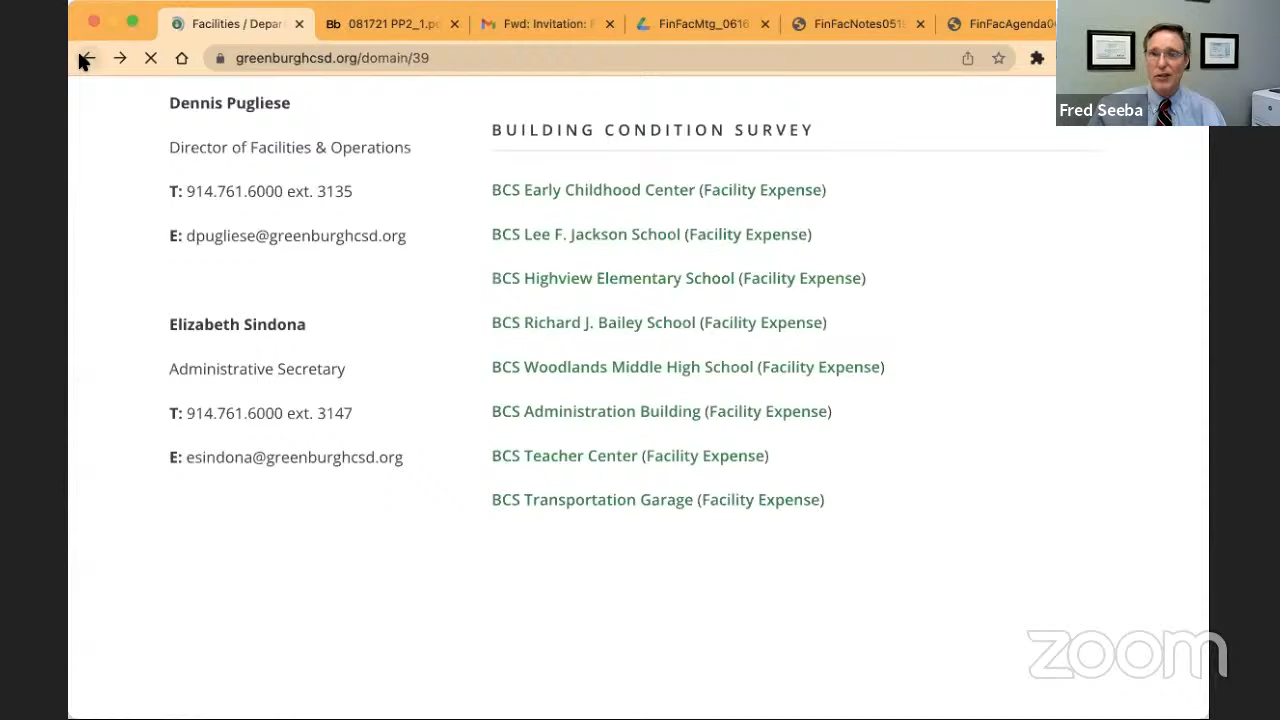 Facilities / Depar
Bb 081721 PP2_1.p
Fwd: Invitation:
FinFacMtg_0616
FinFacNotes051
FinFacAgenda0
greenburghcsd.org/domain/39
Fred Seeba
Dennis Pugliese
Director of Facilities & Operations
T: 914.761.6000 ext. 3135
E: dpugliese@greenburghcsd.org
Elizabeth Sindona
Administrative Secretary
T: 914.761.6000 ext. 3147
E: esindona@greenburghcsd.org
BUILDING CONDITION SURVEY
BCS Early Childhood Center (Facility Expense)
BCS Lee F. Jackson School (Facility Expense)
BCS Highview Elementary School (Facility Expense)
BCS Richard J. Bailey School (Facility Expense)
BCS Woodlands Middle High School (Facility Expense)
BCS Administration Building (Facility Expense)
BCS Teacher Center (Facility Expense)
BCS Transportation Garage (Facility Expense)
zoom